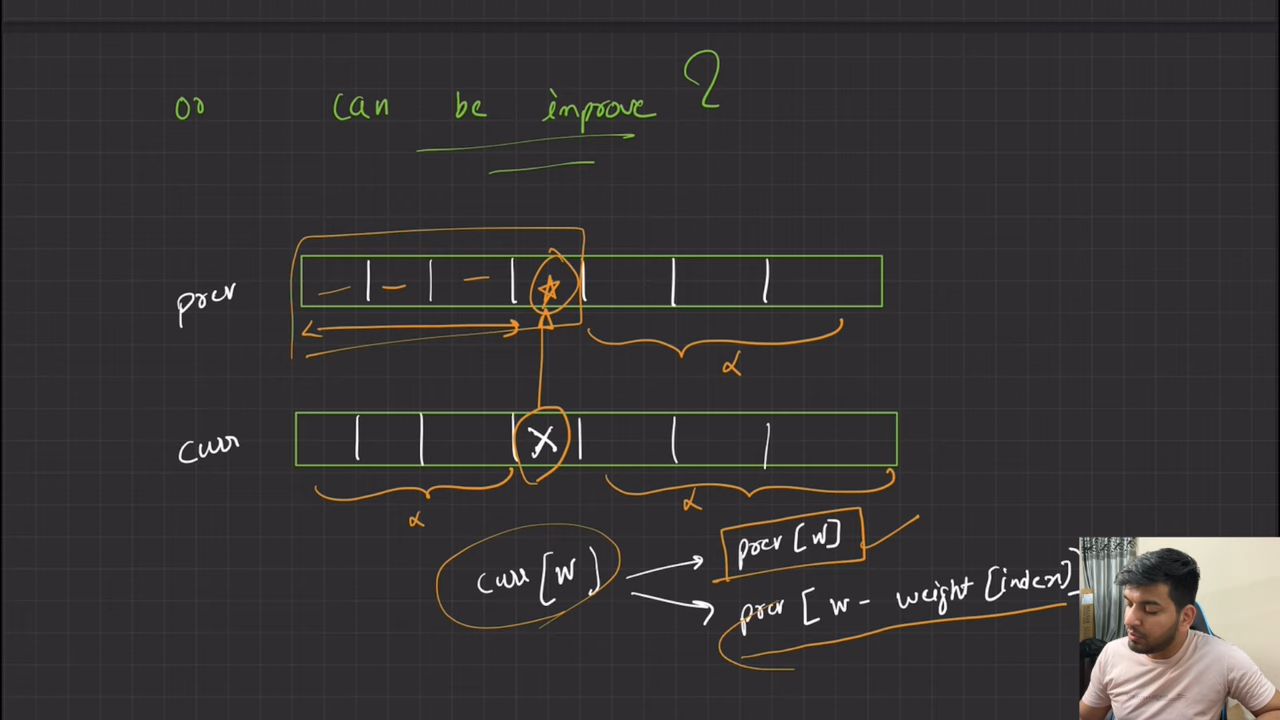 or can be improve ?
prev
☆
α
curr
X
α α
curr [w] prev [w]
prev [w - weight [index]]